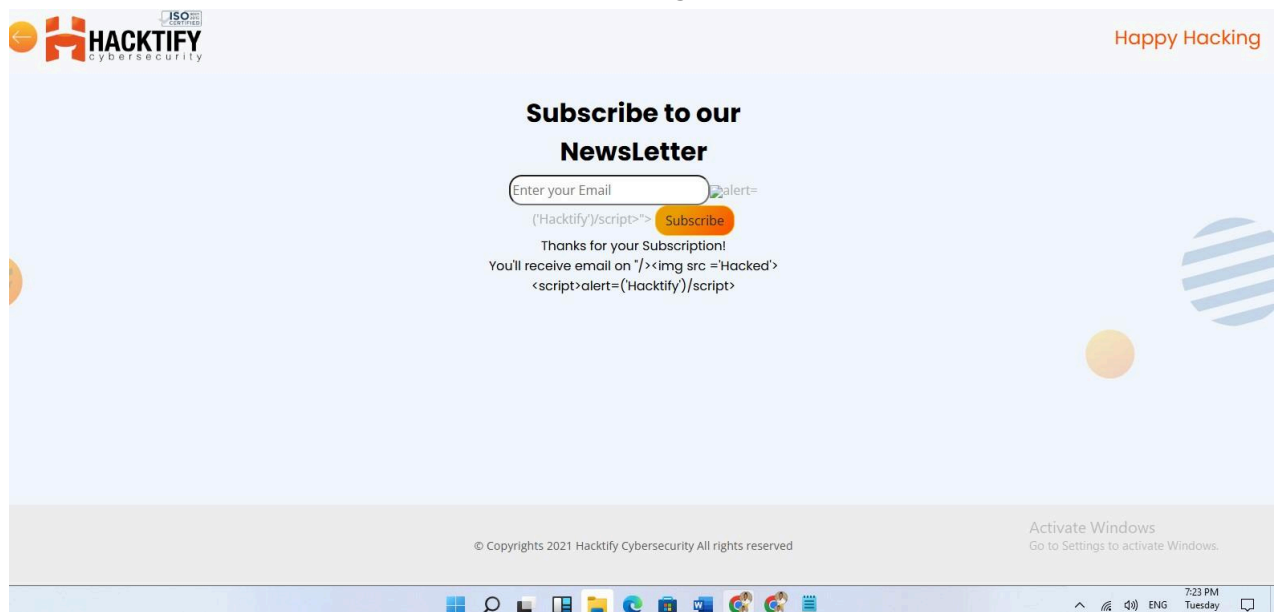 ISO
CERTIFIED
HACKTIFY
cybersecurity
Happy Hacking
Subscribe to our
NewsLetter
Enter your Email alert=
('Hacktify')/script>"> Subscribe
Thanks for your Subscription!
You'll receive email on "/><img src ='Hacked'>
<script>alert=('Hacktify')/script>
© Copyrights 2021 Hacktify Cybersecurity All rights reserved
Activate Windows
Go to Settings to activate Windows.
7:23 PM
ENG Tuesday